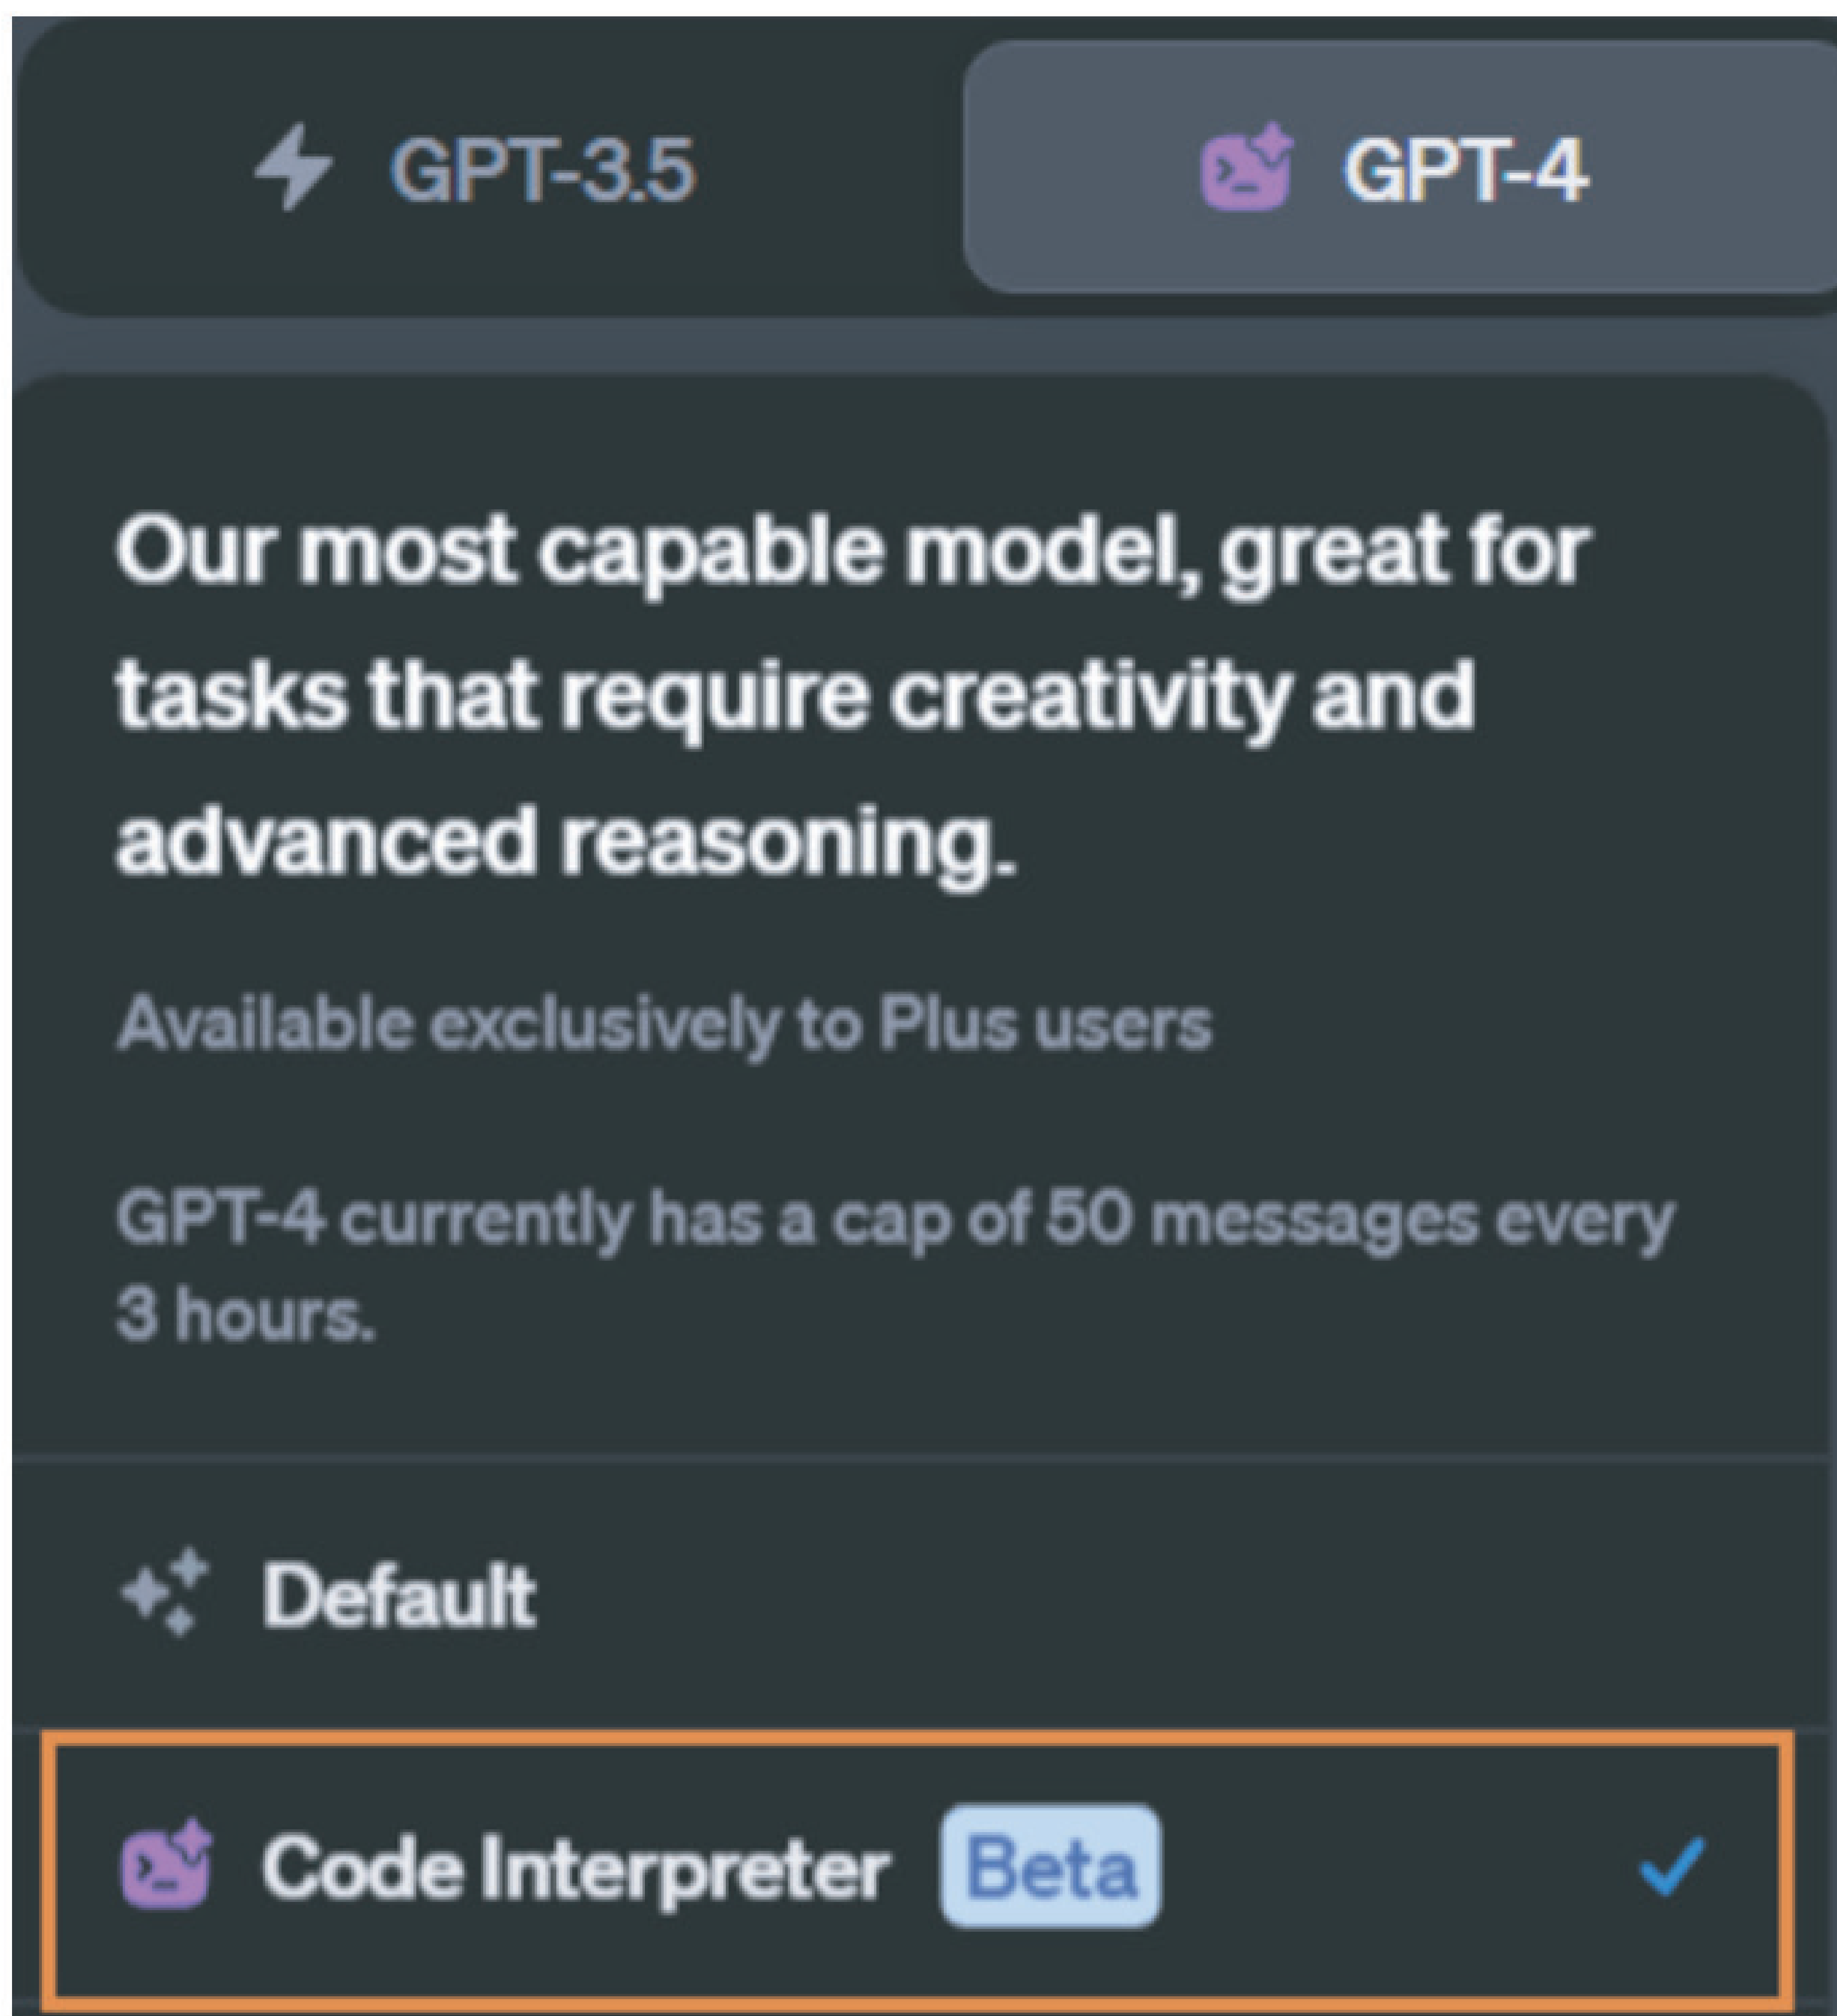 GPT-3.5
GPT-4
Our most capable model, great for
tasks that require creativity and
advanced reasoning.
Available exclusively to Plus users
GPT-4 currently has a cap of 50 messages every
3 hours.
Default
Code Interpreter Beta